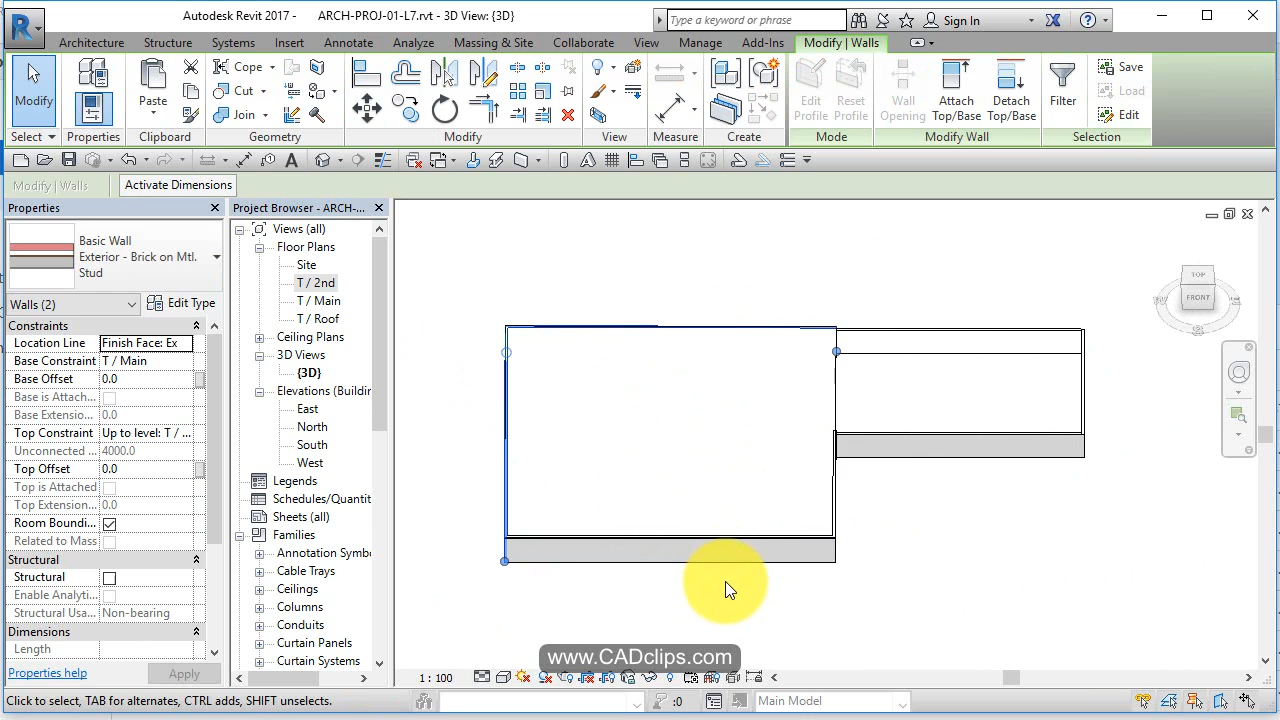 Autodesk Revit 2017 - ARCH-PROJ-01-L7.rvt - 3D View: {3D}
Type a keyword or phrase
Sign In
Architecture Structure Systems Insert Annotate Analyze Massing & Site Collaborate View Manage Add-Ins Modify | Walls
Modify
Paste
Cope
Cut
Join
Edit
Profile
Reset
Profile
Wall
Opening
Attach
Top/Base
Detach
Top/Base
Filter
Save
Load
Edit
Select Properties Clipboard Geometry Modify View Measure Create Mode Modify Wall Selection
Modify | Walls Activate Dimensions
Properties
Basic Wall
Exterior - Brick on Mtl.
Stud
Walls (2) Edit Type
Constraints
Location Line Finish Face: Ex
Base Constraint T / Main
Base Offset 0.0
Base is Attach...
Base Extensio... 0.0
Top Constraint Up to level: T / ...
Unconnected ... 4000.0
Top Offset 0.0
Top is Attached
Top Extension... 0.0
Room Boundi...
Related to Mass
Structural
Structural
Enable Analyti...
Structural Usa... Non-bearing
Dimensions
Length
Properties help Apply
Project Browser - ARCH-...
Views (all)
Floor Plans
Site
T / 2nd
T / Main
T / Roof
Ceiling Plans
3D Views
{3D}
Elevations (Buildin
East
North
South
West
Legends
Schedules/Quantit
Sheets (all)
Families
Annotation Symbo
Cable Trays
Ceilings
Columns
Conduits
Curtain Panels
Curtain Systems
TOP
FRONT
www.CADclips.com
1 : 100
Click to select, TAB for alternates, CTRL adds, SHIFT unselects.
:0
Main Model